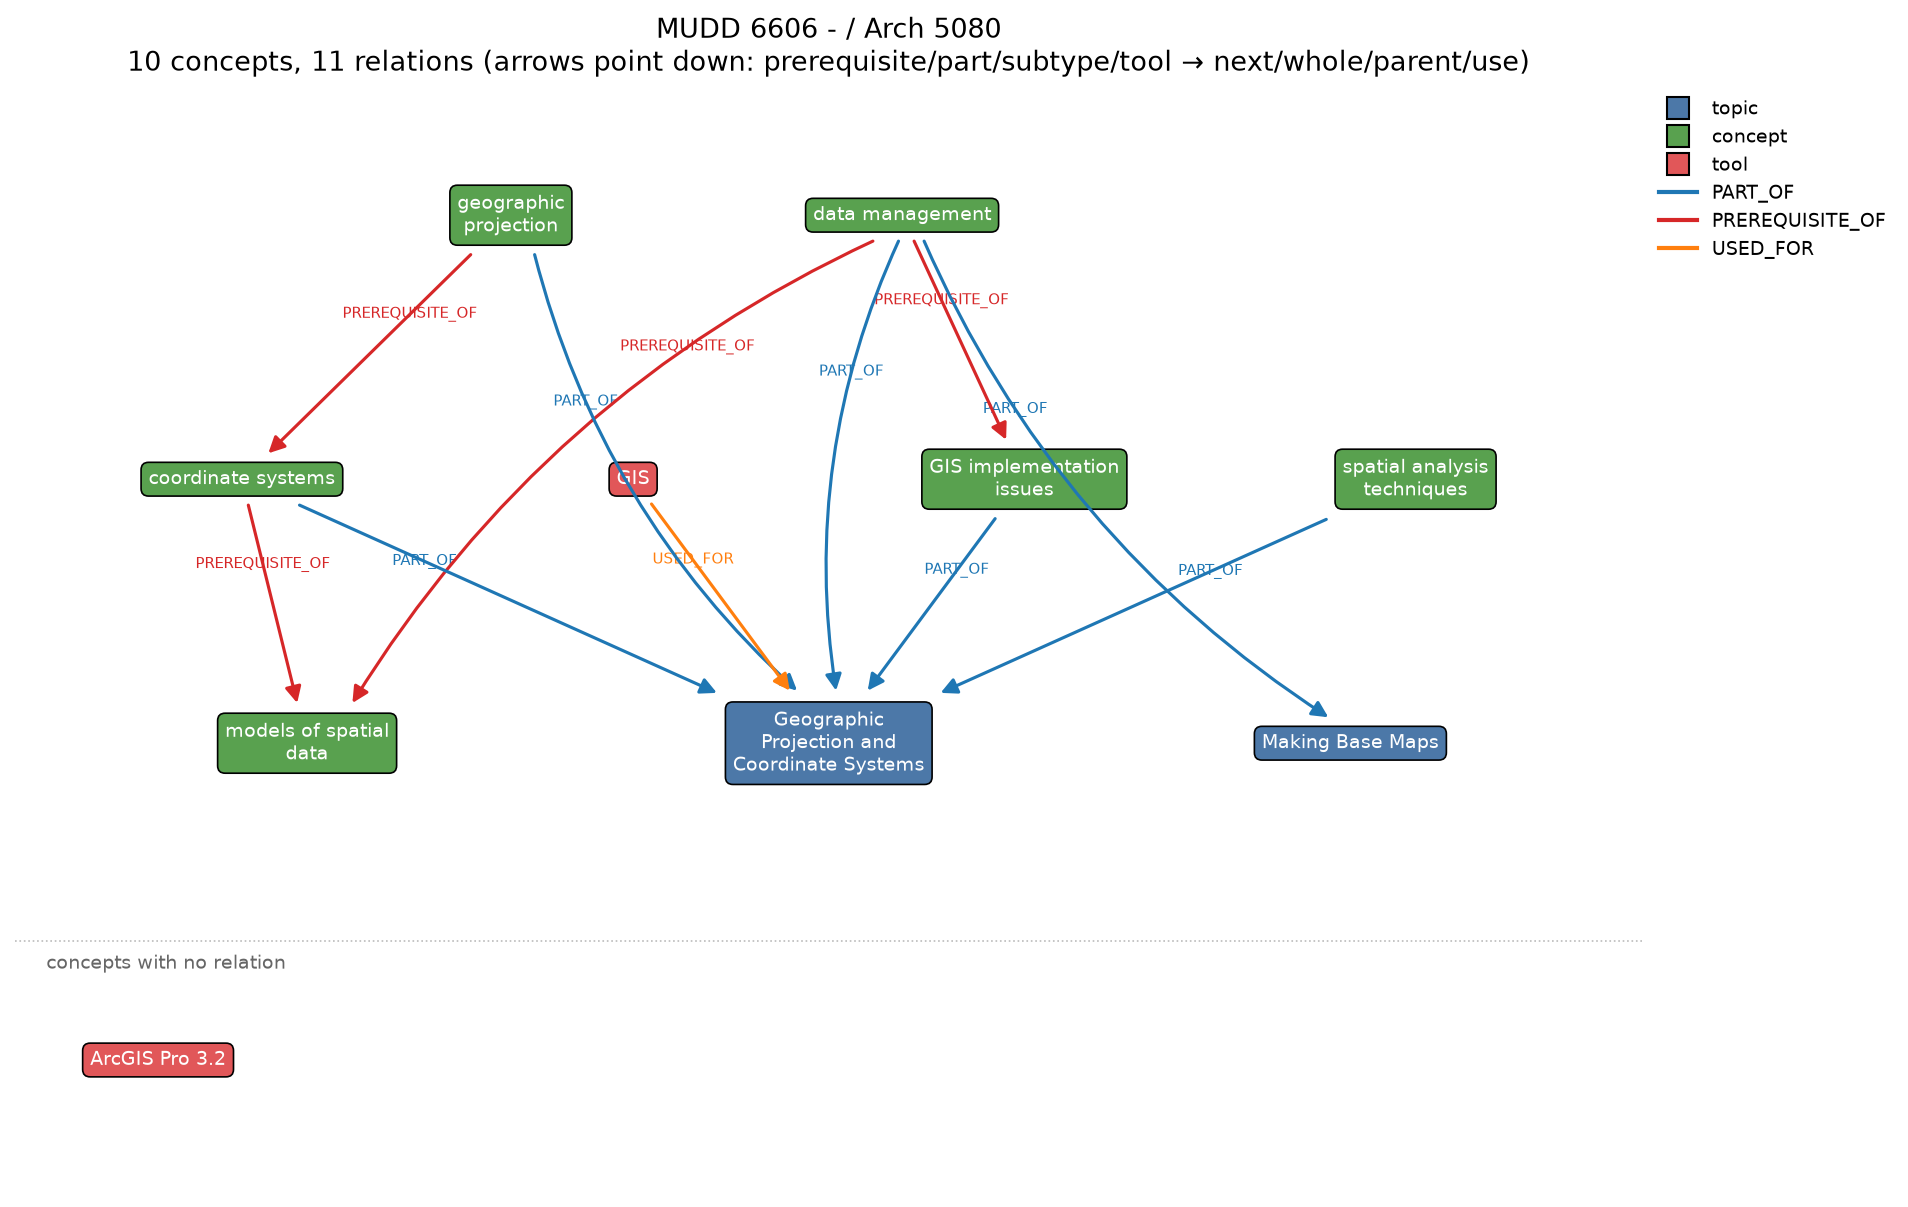 MUDD 6606 - / Arch 5080
10 concepts, 11 relations (arrows point down: prerequisite/part/subtype/tool → next/whole/parent/use)
topic
concept
tool
PART_OF
PREREQUISITE_OF
USED_FOR
geographic
projection
data management
PREREQUISITE_OF
PREREQUISITE_OF
PREREQUISITE_OF
PART_OF
PART_OF
PART_OF
coordinate systems
GIS
GIS implementation
issues
spatial analysis
techniques
PREREQUISITE_OF
PART_OF
USED_FOR
PART_OF
PART_OF
models of spatial
data
Geographic
Projection and
Coordinate Systems
Making Base Maps
concepts with no relation
ArcGIS Pro 3.2